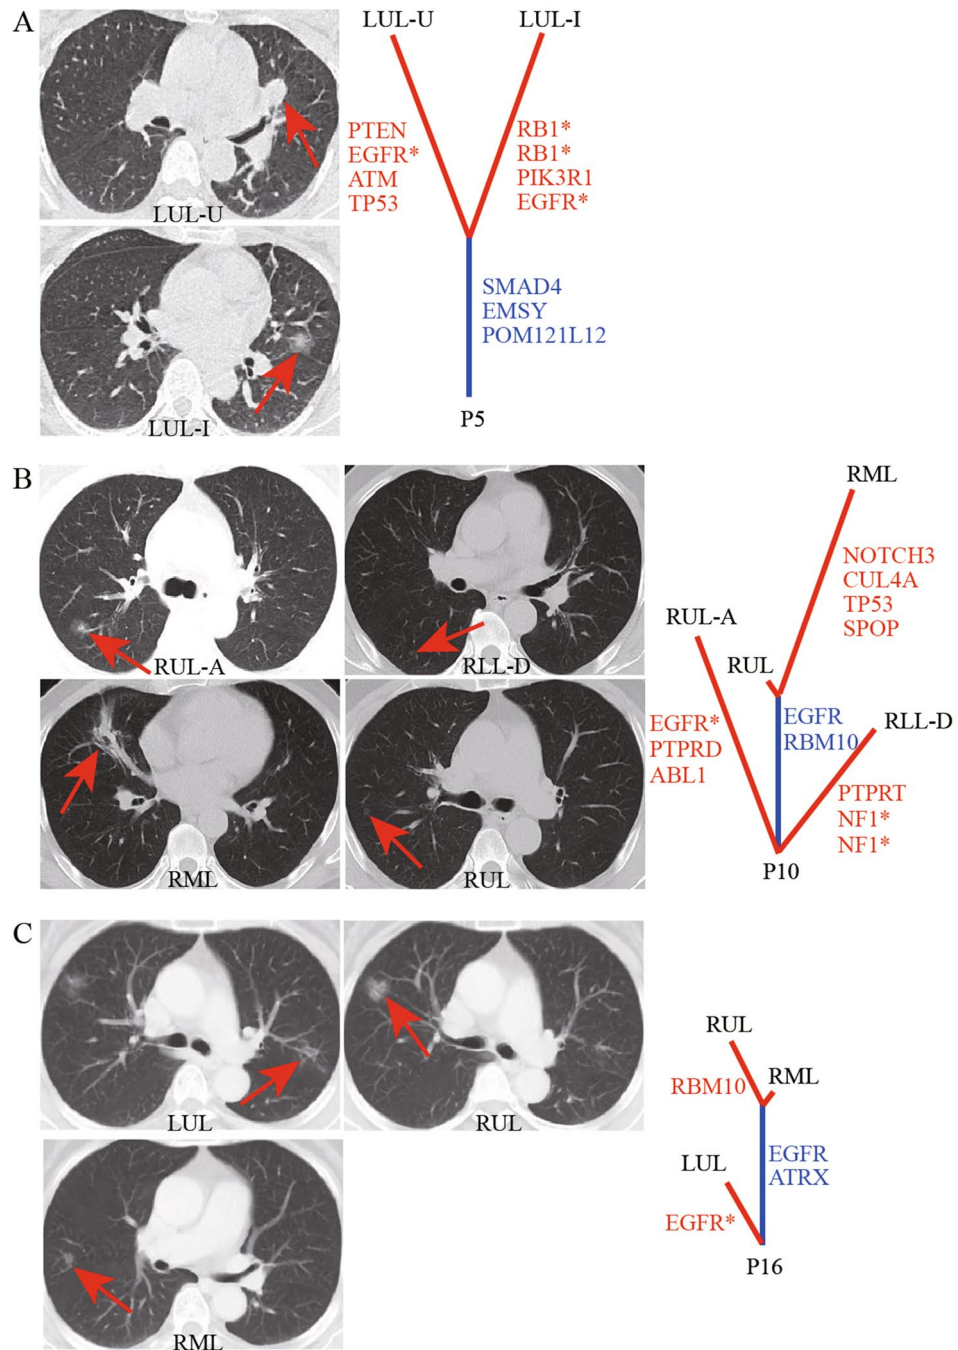 A
LUL-U
LUL-I
LUL-U
LUL-I
PTEN
EGFR*
ATM
TP53
RB1*
RB1*
PIK3R1
EGFR*
SMAD4
EMSY
POM121L12
P5
B
RUL-A
RLL-D
RML
RUL
RML
NOTCH3
CUL4A
TP53
SPOP
RUL-A
RUL
RLL-D
EGFR*
PTPRD
ABL1
EGFR
RBM10
PTPRT
NF1*
NF1*
P10
C
LUL
RUL
RML
RUL
RML
RBM10
EGFR
ATRX
LUL
EGFR*
P16